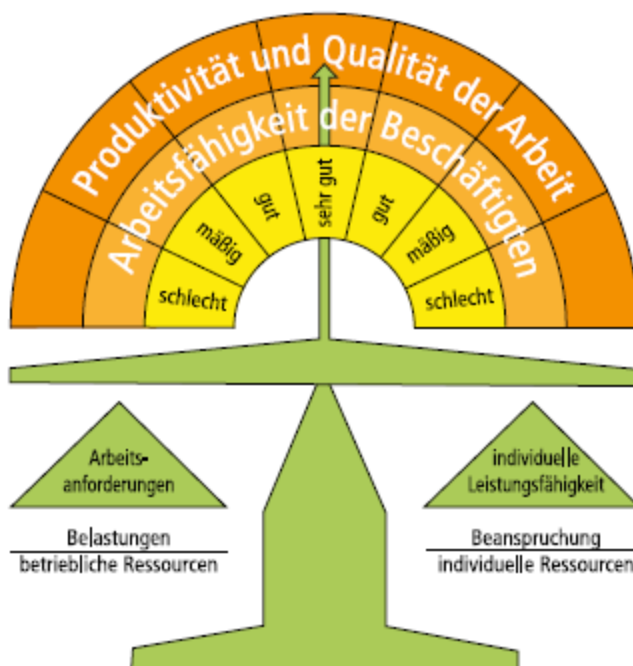 Produktivität und Qualität der Arbeit
Arbeitsfähigkeit der Beschäftigten
schlecht
mäßig
gut
sehr gut
gut
mäßig
schlecht
Arbeits-
anforderungen
Belastungen
betriebliche Ressourcen
individuelle
Leistungsfähigkeit
Beanspruchung
individuelle Ressourcen